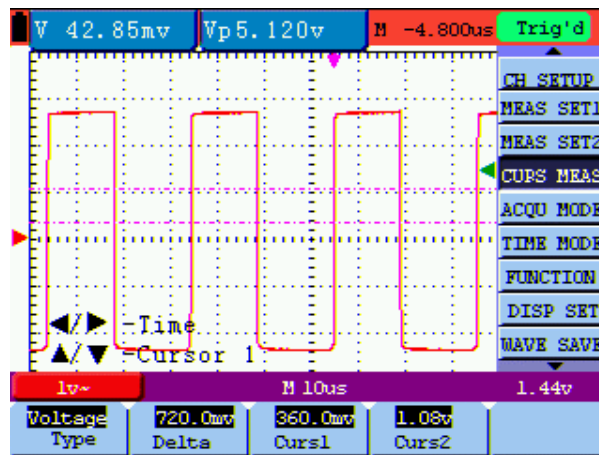 V 42.85mv Vp5.120v M -4.800us Trig'd
CH SETUP
MEAS SET1
MEAS SET2
CUPS MEAS
ACQU MODE
TIME MODE
FUNCTION
DISP SET
WAVE SAVE
◀/▶ -Time
▲/▼ -Cursor 1
1v~ M 10us 1.44v
Voltage 720.0mv 360.0mv 1.08v
Type Delta Curs1 Curs2